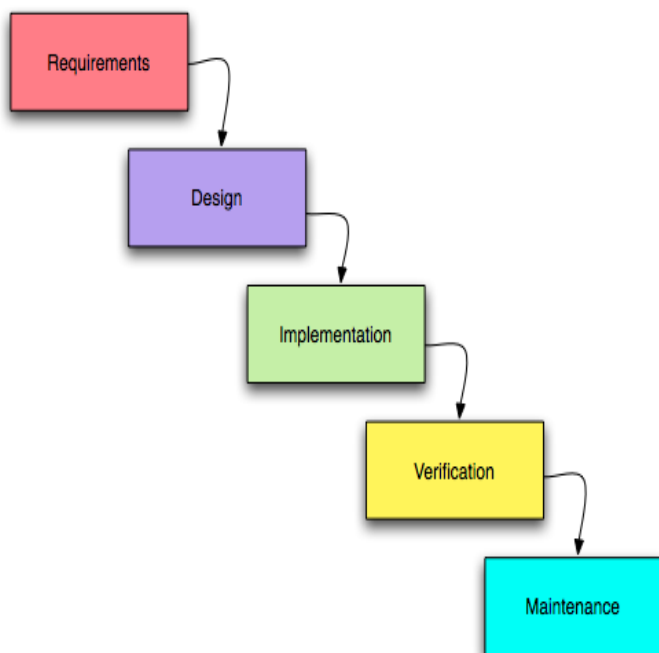 Requirements
Design
Implementation
Verification
Maintenance